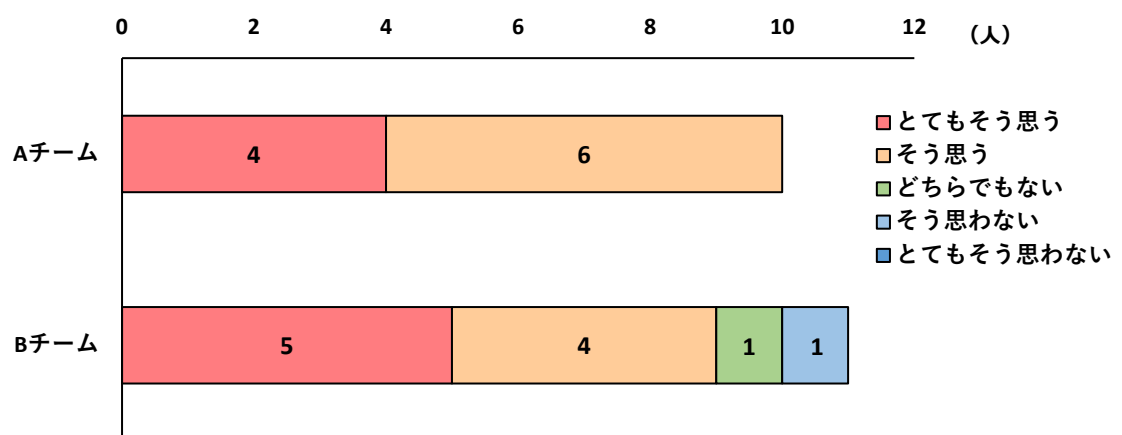 0 2 4 6 8 10 12 （人）
Aチーム 4 6
とてもそう思う
そう思う
どちらでもない
そう思わない
とてもそう思わない
Bチーム 5 4 1 1